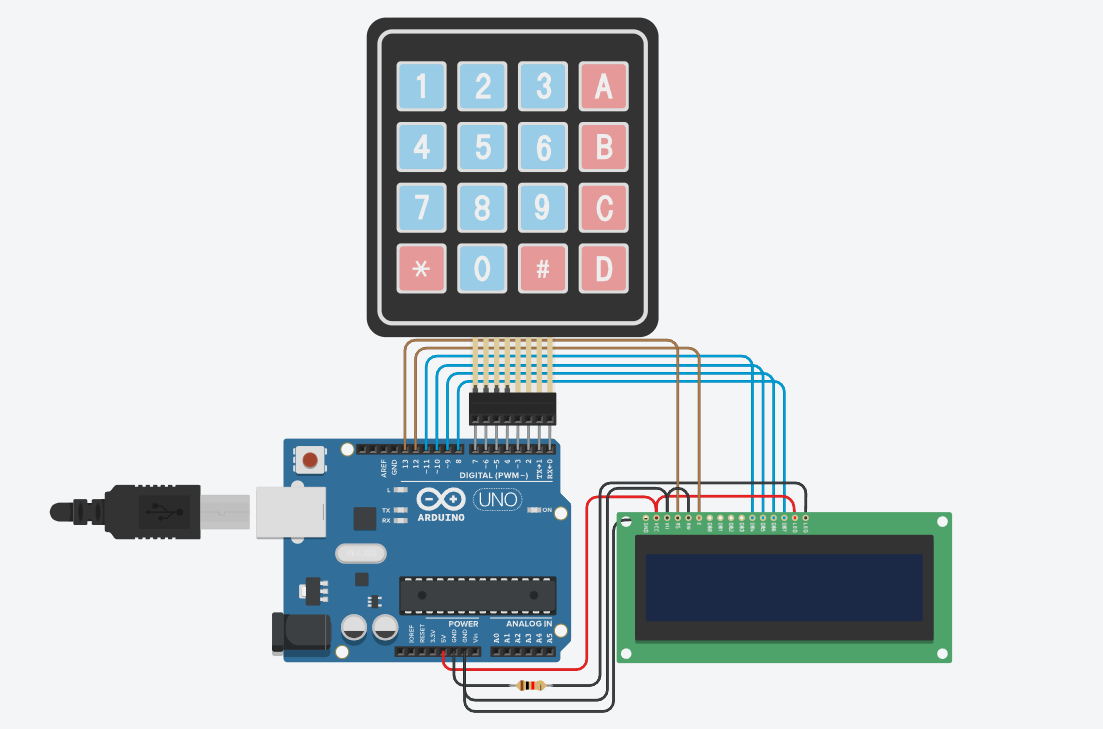 1 2 3 A
4 5 6 B
7 8 9 C
* 0 # D
AREF
GND
13
12
~11
~10
~9
8
7
~6
~5
4
~3
2
TX→1
RX←0
DIGITAL (PWM~)
L
TX
RX
ARDUINO
UNO
ON
POWER
ANALOG IN
IOREF
RESET
3.3V
5V
GND
GND
Vin
A0
A1
A2
A3
A4
A5
GND
VCC